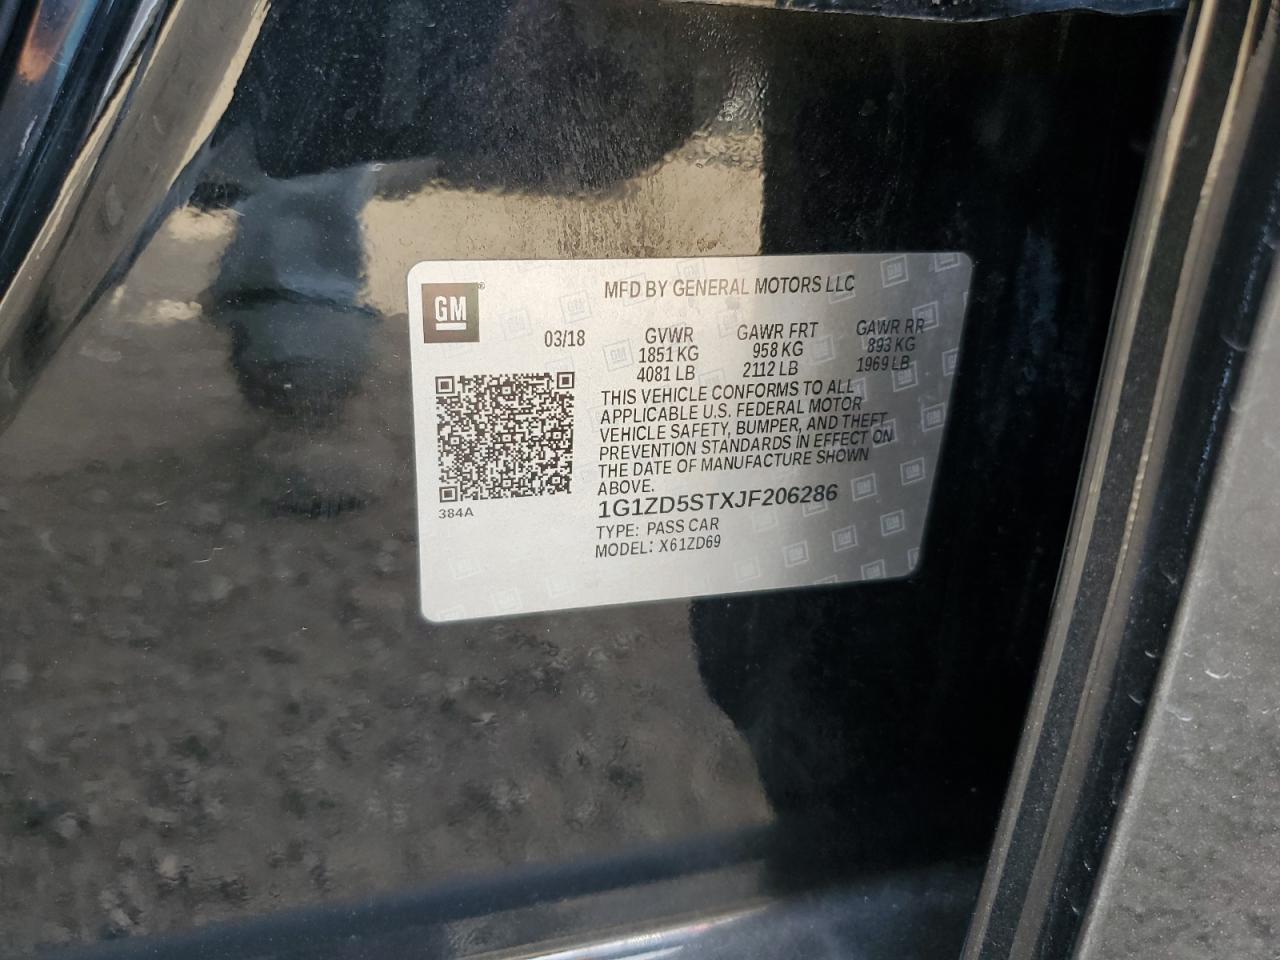 GM®
MFD BY GENERAL MOTORS LLC
03/18 GVWR GAWR FRT GAWR RR
1851 KG 958 KG 893 KG
4081 LB 2112 LB 1969 LB
THIS VEHICLE CONFORMS TO ALL
APPLICABLE U.S. FEDERAL MOTOR
VEHICLE SAFETY, BUMPER, AND THEFT
PREVENTION STANDARDS IN EFFECT ON
THE DATE OF MANUFACTURE SHOWN
ABOVE.
1G1ZD5STXJF206286
384A
TYPE: PASS CAR
MODEL: X61ZD69